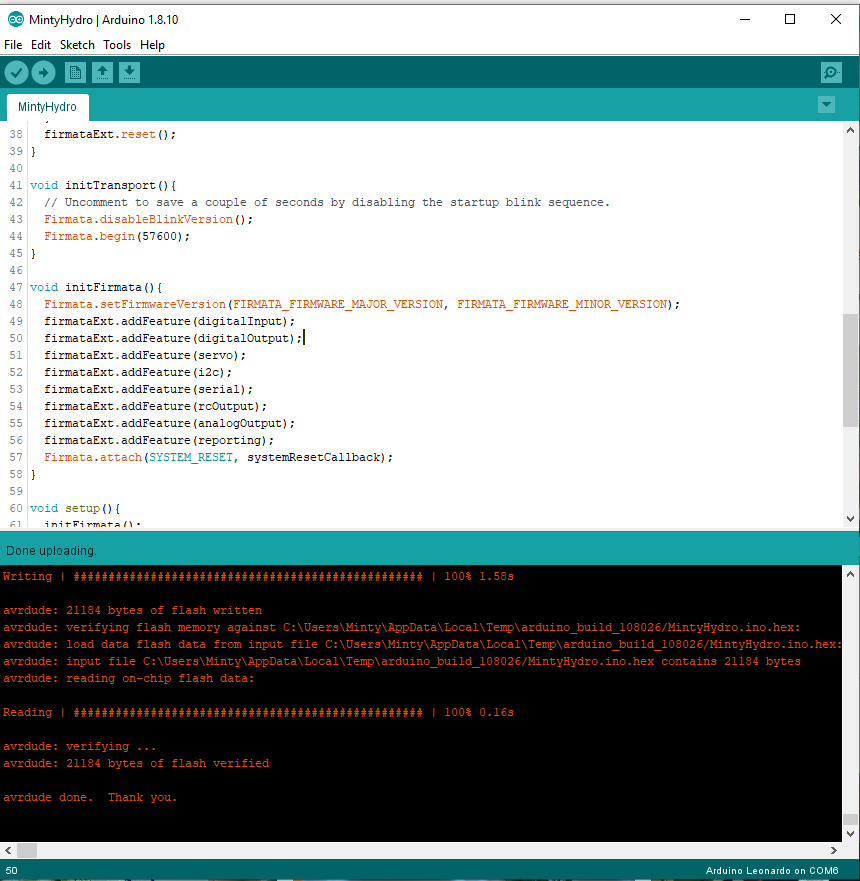 MintyHydro | Arduino 1.8.10
File Edit Sketch Tools Help
MintyHydro
38 firmataExt.reset();
39 }
40
41 void initTransport(){
42 // Uncomment to save a couple of seconds by disabling the startup blink sequence.
43 Firmata.disableBlinkVersion();
44 Firmata.begin(57600);
45 }
46
47 void initFirmata(){
48 Firmata.setFirmwareVersion(FIRMATA_FIRMWARE_MAJOR_VERSION, FIRMATA_FIRMWARE_MINOR_VERSION);
49 firmataExt.addFeature(digitalInput);
50 firmataExt.addFeature(digitalOutput);
51 firmataExt.addFeature(servo);
52 firmataExt.addFeature(i2c);
53 firmataExt.addFeature(serial);
54 firmataExt.addFeature(rcOutput);
55 firmataExt.addFeature(analogOutput);
56 firmataExt.addFeature(reporting);
57 Firmata.attach(SYSTEM_RESET, systemResetCallback);
58 }
59
60 void setup(){
61 initFirmata();
Done uploading.
Writing | ################################################## | 100% 1.58s
avrdude: 21184 bytes of flash written
avrdude: verifying flash memory against C:\Users\Minty\AppData\Local\Temp\arduino_build_108026/MintyHydro.ino.hex:
avrdude: load data flash data from input file C:\Users\Minty\AppData\Local\Temp\arduino_build_108026/MintyHydro.ino.hex:
avrdude: input file C:\Users\Minty\AppData\Local\Temp\arduino_build_108026/MintyHydro.ino.hex contains 21184 bytes
avrdude: reading on-chip flash data:
Reading | ################################################## | 100% 0.16s
avrdude: verifying ...
avrdude: 21184 bytes of flash verified
avrdude done.  Thank you.
50
Arduino Leonardo on COM6